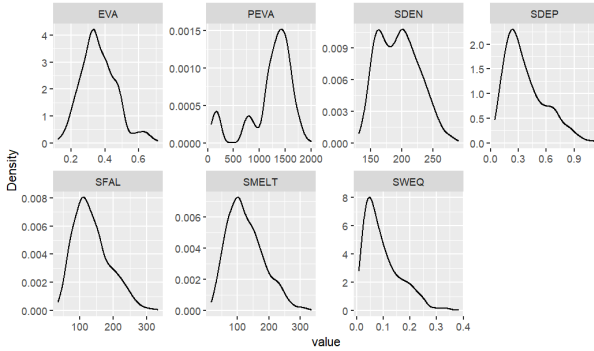 EVA PEVA SDEN SDEP
4 3 2 1 0
0.0015 0.0010 0.0005 0.0000
0.009 0.006 0.003 0.000
2.0 1.5 1.0 0.5 0.0
0.2 0.4 0.6
0 500 1000 1500 2000
150 200 250
0.0 0.3 0.6 0.9
Density
SFAL SMELT SWEQ
0.008 0.006 0.004 0.002 0.000
0.006 0.004 0.002 0.000
8 6 4 2 0
100 200 300
100 200 300
0.0 0.1 0.2 0.3 0.4
value